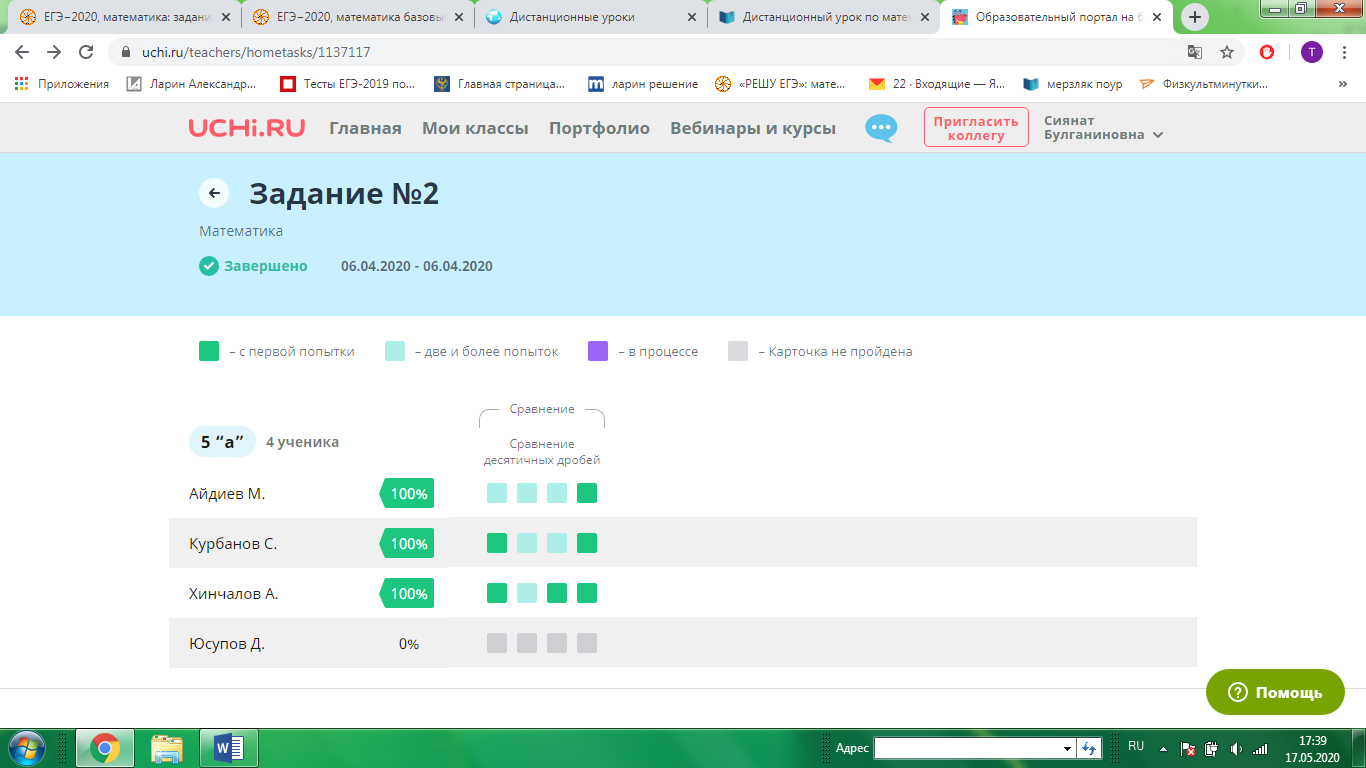 ЕГЭ–2020, математика: задани
ЕГЭ–2020, математика базовы
Дистанционные уроки
Дистанционный урок по мате
Образовательный портал на б
uchi.ru/teachers/hometasks/1137117
T
Приложения
Ларин Александр...
Тесты ЕГЭ-2019 по...
Главная страница...
m
ларин решение
«РЕШУ ЕГЭ»: мате...
22 · Входящие — Я...
мерзляк поур
Физкультминутки...
»
UCHi.RU
Главная
Мои классы
Портфолио
Вебинары и курсы
Пригласить
коллегу
Сиянат
Булганиновна
Задание №2
Математика
Завершено
06.04.2020 - 06.04.2020
– с первой попытки
– две и более попыток
– в процессе
– Карточка не пройдена
Сравнение
5 “а”
4 ученика
Сравнение
десятичных дробей
Айдиев М.
100%
Курбанов С.
100%
Хинчалов А.
100%
Юсупов Д.
0%
Помощь
W
Адрес
RU
17:39
17.05.2020